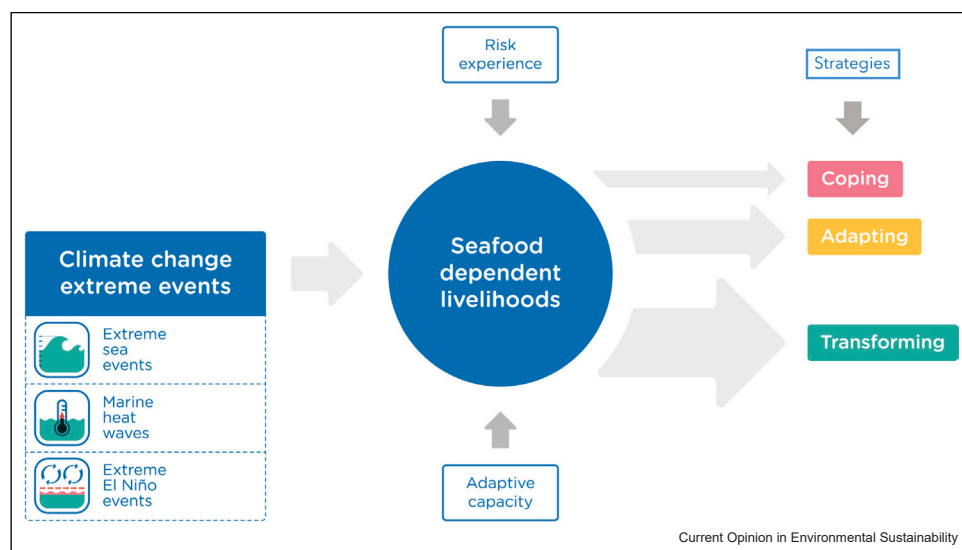 Risk
experience
Strategies
Coping
Adapting
Climate change
extreme events
Seafood
dependent
livelihoods
Extreme
sea
events
Transforming
Marine
heat
waves
Extreme
El Niño
events
Adaptive
capacity
Current Opinion in Environmental Sustainability